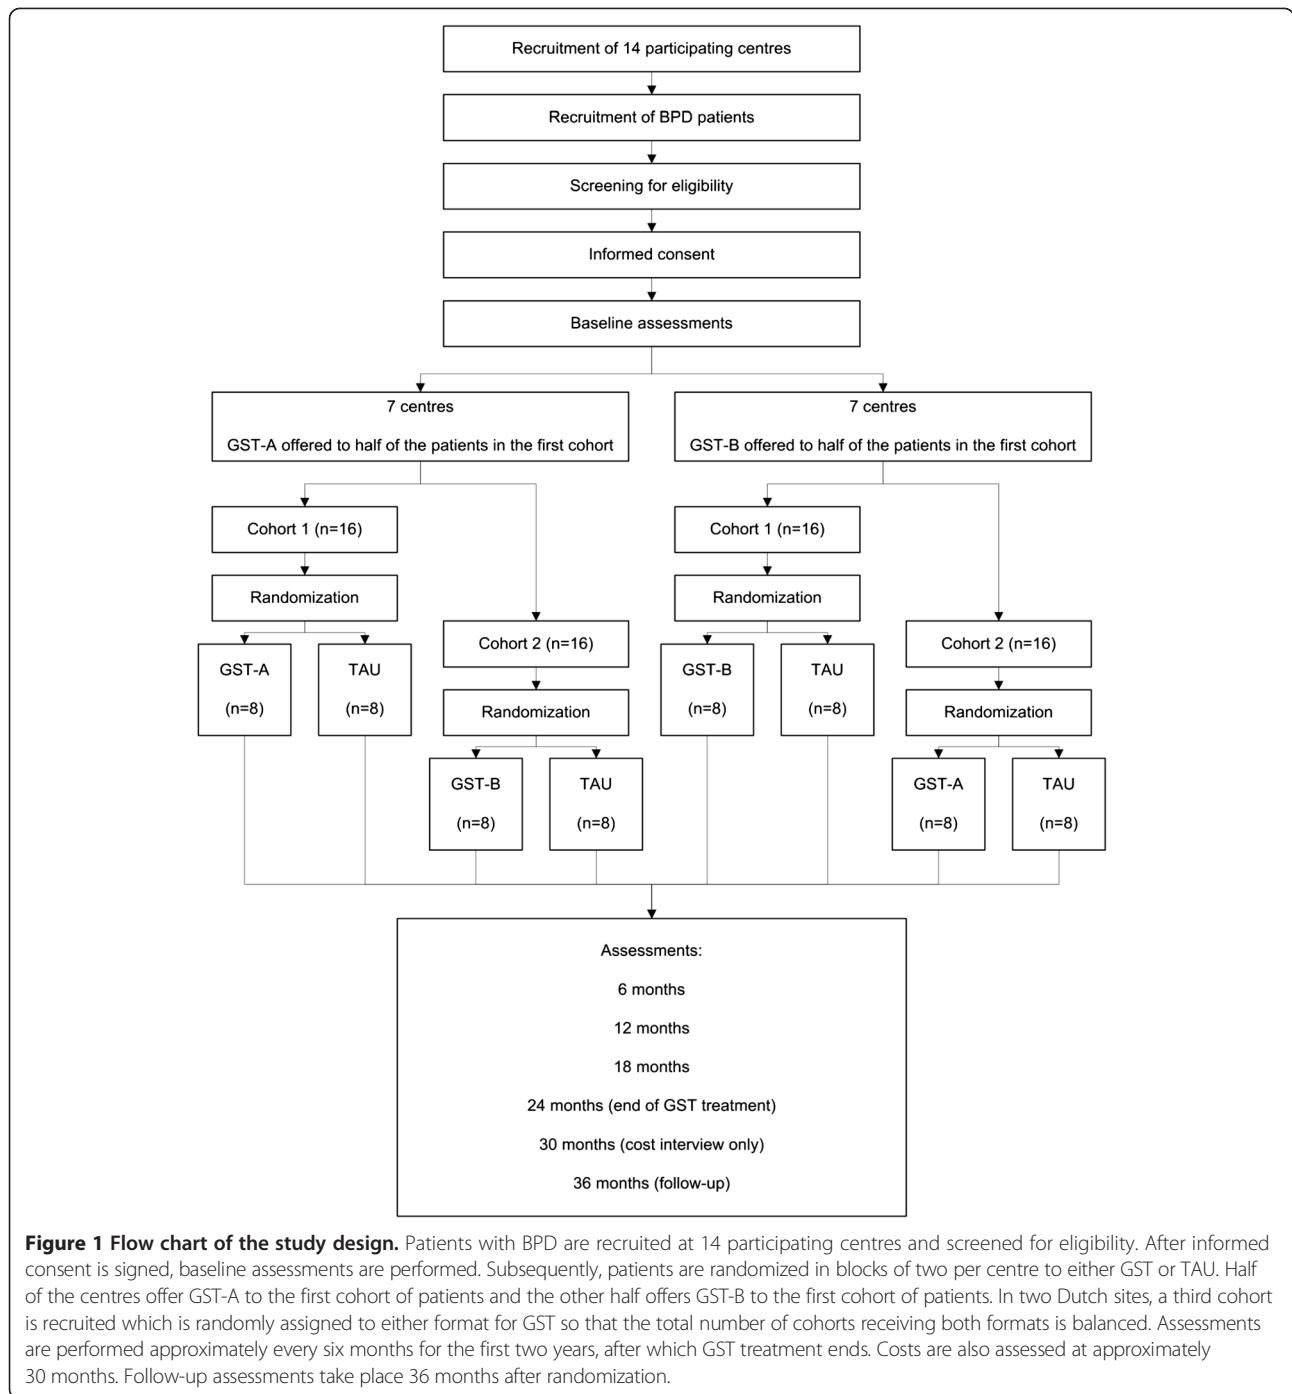 Recruitment of 14 participating centres
Recruitment of BPD patients
Screening for eligibility
Informed consent
Baseline assessments
7 centres
GST-A offered to half of the patients in the first cohort
7 centres
GST-B offered to half of the patients in the first cohort
Cohort 1 (n=16)
Randomization
GST-A
(n=8)
TAU
(n=8)
Cohort 2 (n=16)
Randomization
GST-B
(n=8)
TAU
(n=8)
Cohort 1 (n=16)
Randomization
GST-B
(n=8)
TAU
(n=8)
Cohort 2 (n=16)
Randomization
GST-A
(n=8)
TAU
(n=8)
Assessments:
6 months
12 months
18 months
24 months (end of GST treatment)
30 months (cost interview only)
36 months (follow-up)
Figure 1 Flow chart of the study design. Patients with BPD are recruited at 14 participating centres and screened for eligibility. After informed
consent is signed, baseline assessments are performed. Subsequently, patients are randomized in blocks of two per centre to either GST or TAU. Half
of the centres offer GST-A to the first cohort of patients and the other half offers GST-B to the first cohort of patients. In two Dutch sites, a third cohort
is recruited which is randomly assigned to either format for GST so that the total number of cohorts receiving both formats is balanced. Assessments
are performed approximately every six months for the first two years, after which GST treatment ends. Costs are also assessed at approximately
30 months. Follow-up assessments take place 36 months after randomization.